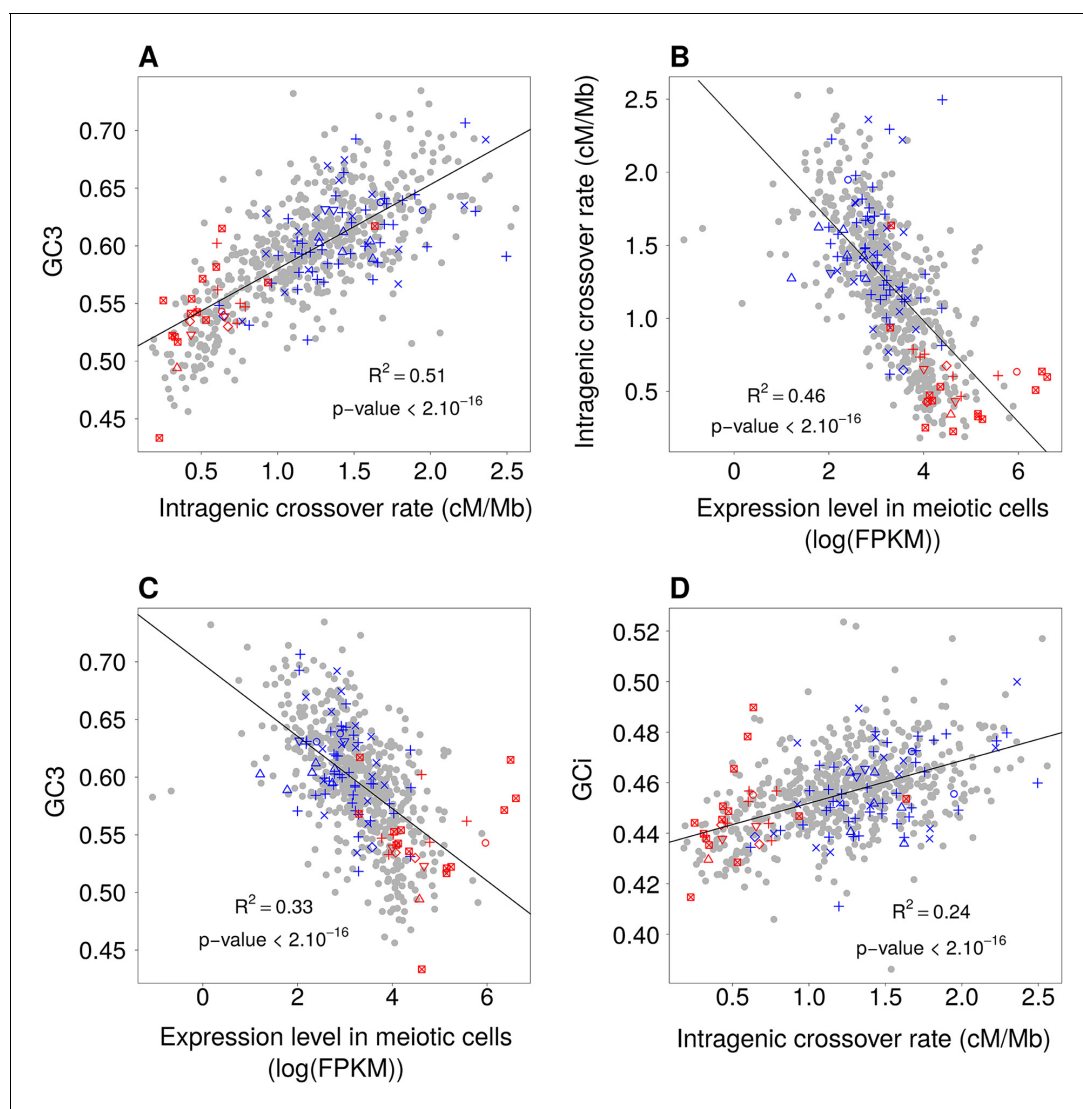 A
0.70
0.65
0.60
0.55
0.50
0.45
GC3
R² = 0.51
p−value < 2.10⁻¹⁶
0.5 1.0 1.5 2.0 2.5
Intragenic crossover rate (cM/Mb)
B
2.5
2.0
1.5
1.0
0.5
Intragenic crossover rate (cM/Mb)
R² = 0.46
p−value < 2.10⁻¹⁶
0 2 4 6
Expression level in meiotic cells
(log(FPKM))
C
0.70
0.65
0.60
0.55
0.50
0.45
GC3
R² = 0.33
p−value < 2.10⁻¹⁶
0 2 4 6
Expression level in meiotic cells
(log(FPKM))
D
0.52
0.50
0.48
0.46
0.44
0.42
0.40
GCi
R² = 0.24
p−value < 2.10⁻¹⁶
0.5 1.0 1.5 2.0 2.5
Intragenic crossover rate (cM/Mb)